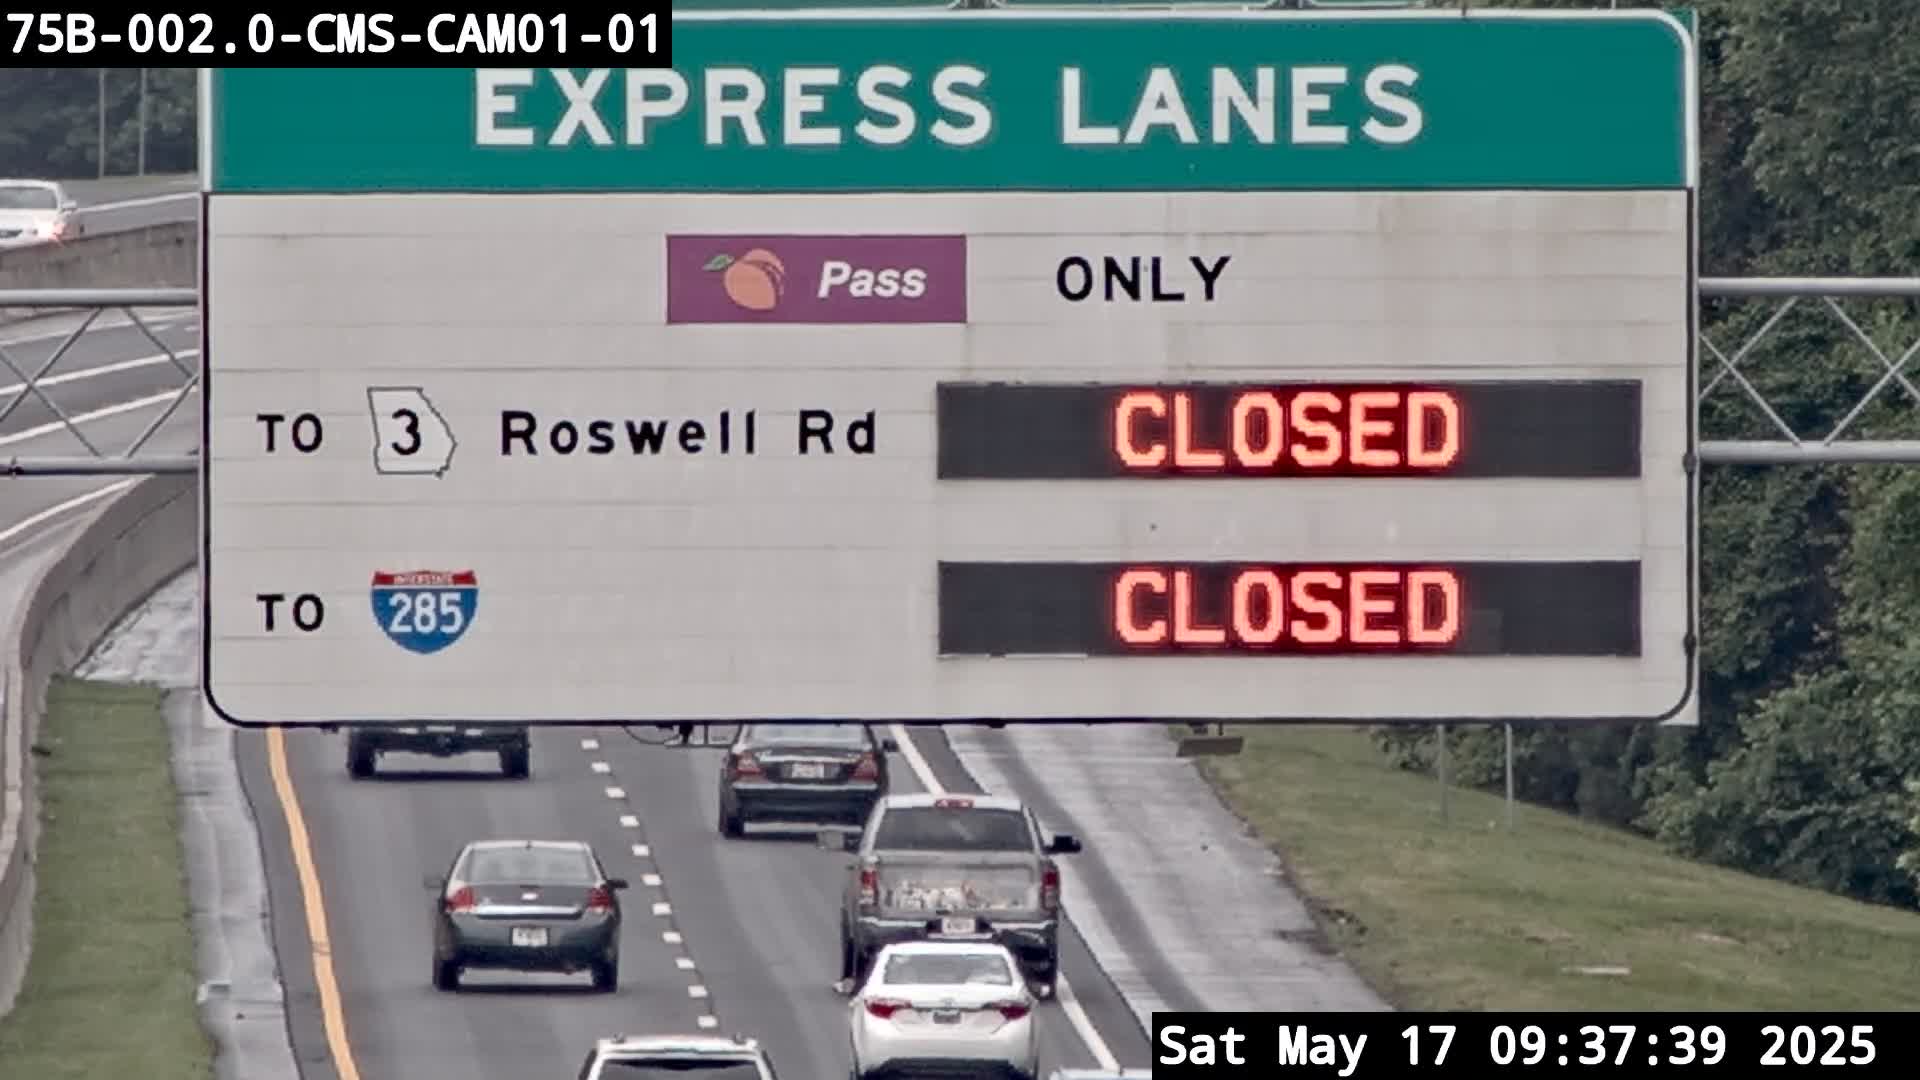 75B-002.0-CMS-CAM01-01
EXPRESS LANES
Pass ONLY
TO 3 Roswell Rd CLOSED
INTERSTATE
TO 285 CLOSED
Sat May 17 09:37:39 2025